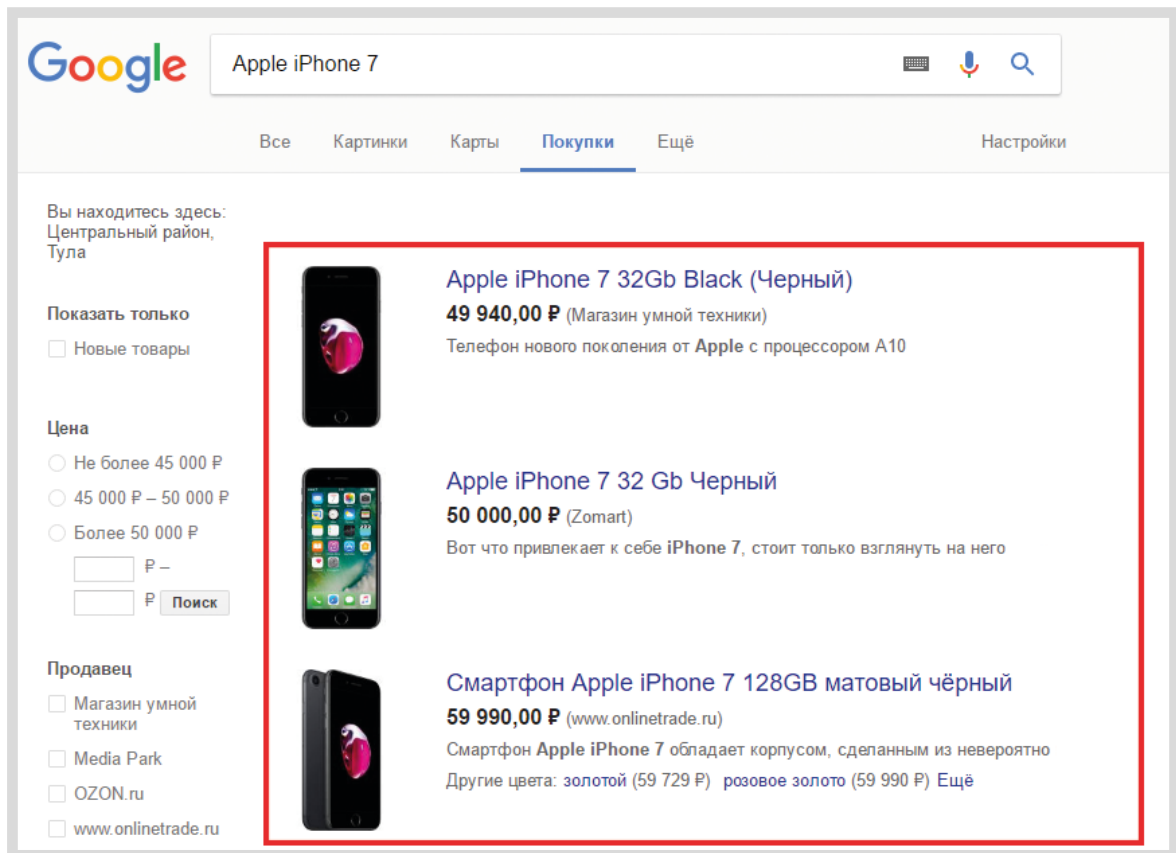 Google
Apple iPhone 7
Все Картинки Карты Покупки Ещё Настройки
Вы находитесь здесь:
Центральный район,
Тула
Показать только
Новые товары
Цена
Не более 45 000 ₽
45 000 ₽ – 50 000 ₽
Более 50 000 ₽
₽ –
₽ Поиск
Продавец
Магазин умной
техники
Media Park
OZON.ru
www.onlinetrade.ru
Apple iPhone 7 32Gb Black (Черный)
49 940,00 ₽ (Магазин умной техники)
Телефон нового поколения от Apple с процессором A10
Apple iPhone 7 32 Gb Черный
50 000,00 ₽ (Zomart)
Вот что привлекает к себе iPhone 7, стоит только взглянуть на него
Смартфон Apple iPhone 7 128GB матовый чёрный
59 990,00 ₽ (www.onlinetrade.ru)
Смартфон Apple iPhone 7 обладает корпусом, сделанным из невероятно
Другие цвета: золотой (59 729 ₽) розовое золото (59 990 ₽) Ещё